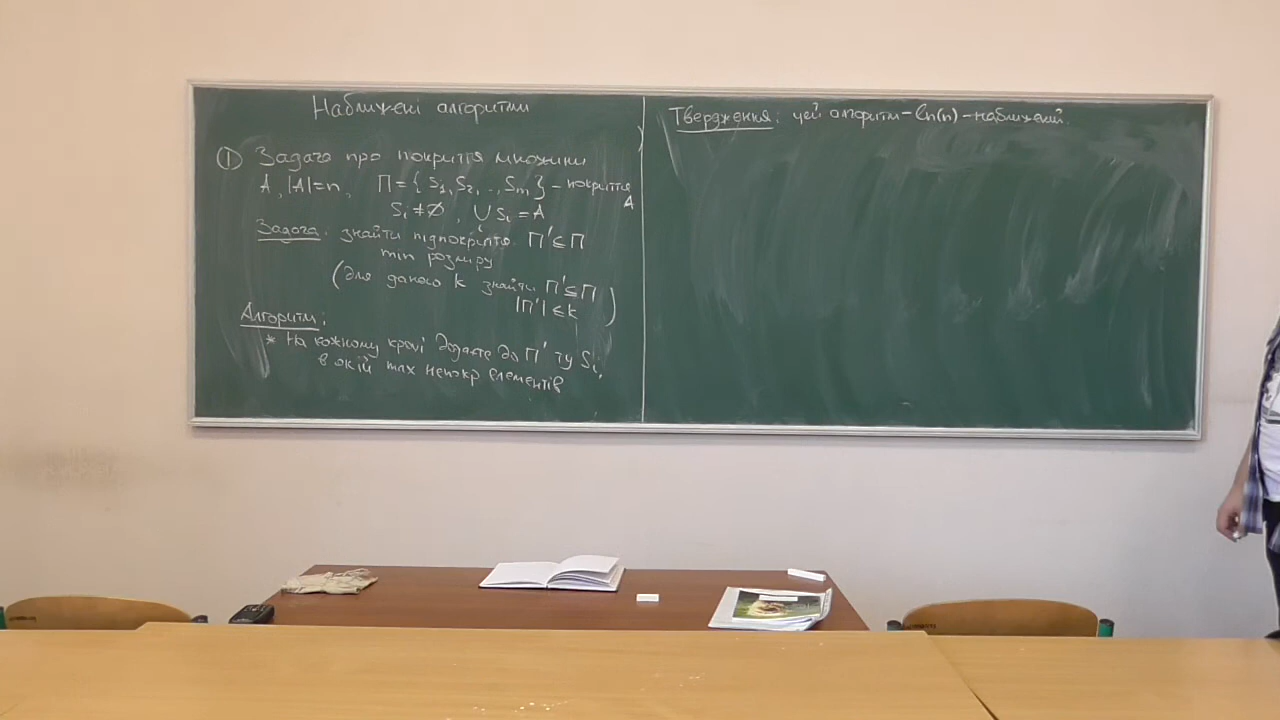 Наближені алгоритми
① Задача про покриття множини
A, |A|=n, Π={S₁,S₂,..,Sₘ} – покриття A
Sᵢ≠∅, ∪Sᵢ=A
i
Задача: знайти підпокриття Π'⊆Π
min розміру
(для даного k знайти Π'⊆Π
|Π'|≤k)
Алгоритм:
* На кожному кроці додаємо до Π' ту Sᵢ,
в якій max непокр елементів
Твердження: цей алгоритм – ln(n) – наближений.